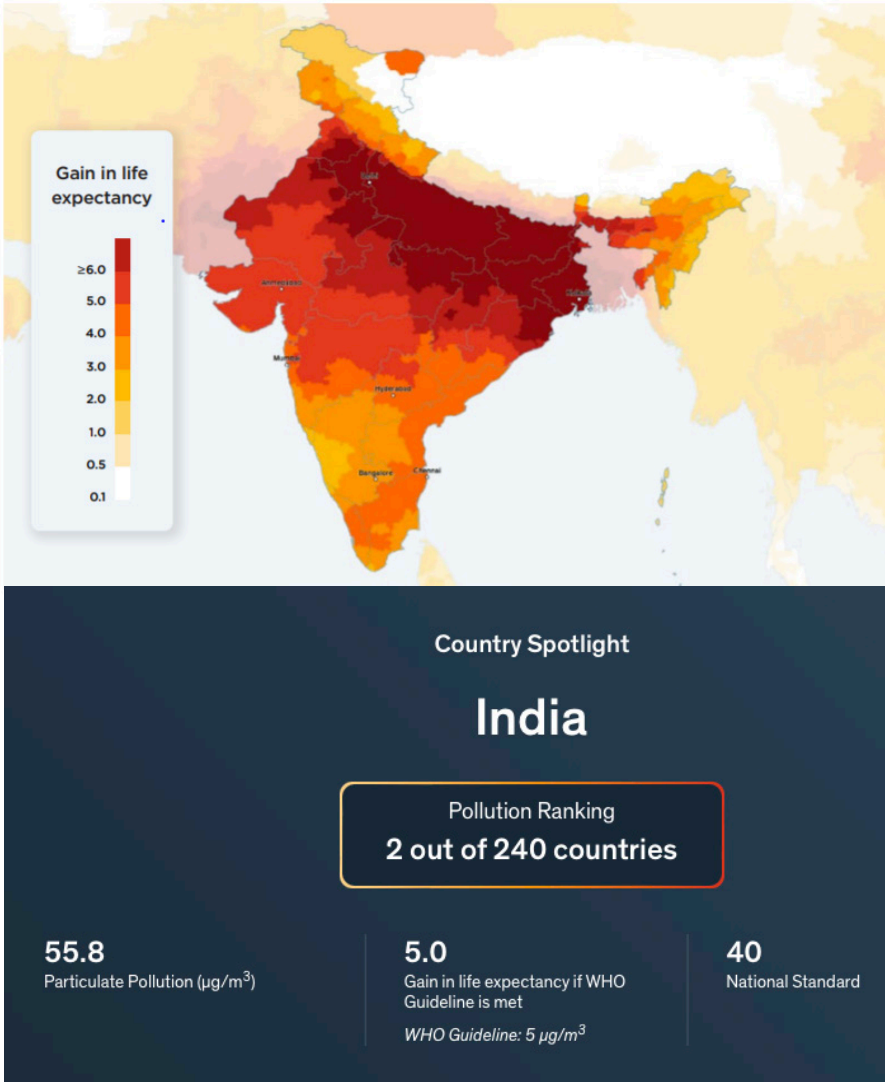 Gain in life
expectancy
≥6.0
5.0
4.0
3.0
2.0
1.0
0.5
0.1
Delhi
Ahmedabad
Kolkata
Mumbai
Hyderabad
Bangalore
Chennai
Country Spotlight
India
Pollution Ranking
2 out of 240 countries
55.8
Particulate Pollution (µg/m³)
5.0
Gain in life expectancy if WHO
Guideline is met
WHO Guideline: 5 µg/m³
40
National Standard